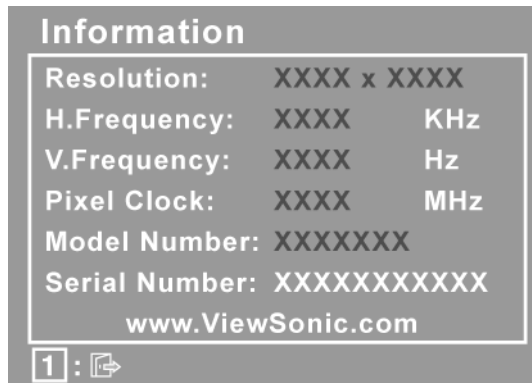 Information
Resolution: XXXX x XXXX
H.Frequency: XXXX KHz
V.Frequency: XXXX Hz
Pixel Clock: XXXX MHz
Model Number: XXXXXXX
Serial Number: XXXXXXXXXXX
www.ViewSonic.com
1 :